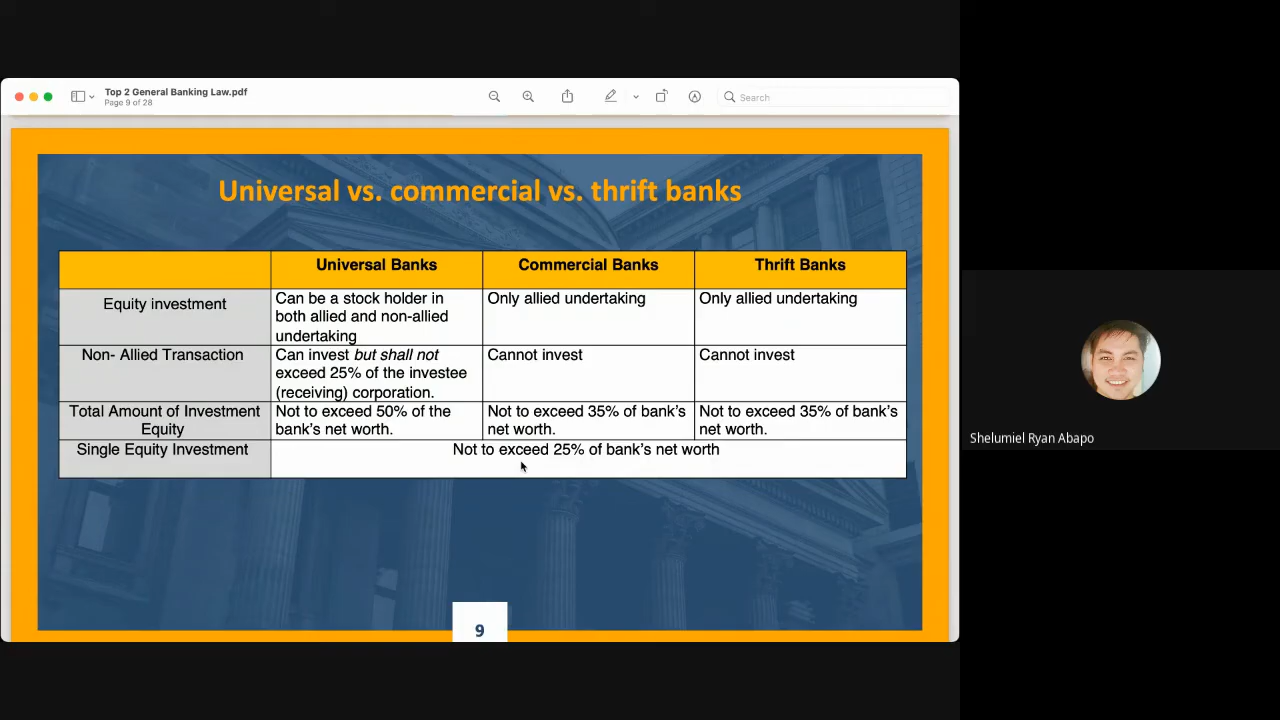 Top 2 General Banking Law.pdf
Page 9 of 28
Search
Universal vs. commercial vs. thrift banks
Universal Banks
Commercial Banks
Thrift Banks
Equity investment
Can be a stock holder in
both allied and non-allied
undertaking
Only allied undertaking
Only allied undertaking
Non- Allied Transaction
Can invest but shall not
exceed 25% of the investee
(receiving) corporation.
Cannot invest
Cannot invest
Total Amount of Investment
Equity
Not to exceed 50% of the
bank's net worth.
Not to exceed 35% of bank's
net worth.
Not to exceed 35% of bank's
net worth.
Single Equity Investment
Not to exceed 25% of bank's net worth
9
Shelumiel Ryan Abapo